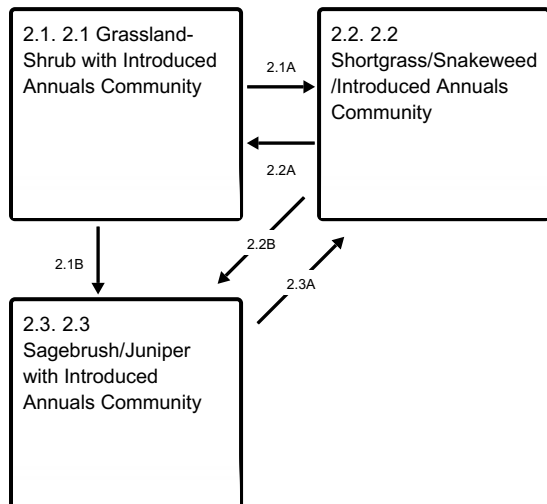 2.1. 2.1 Grassland-
Shrub with Introduced
Annuals Community
2.1A
2.2. 2.2
Shortgrass/Snakeweed
/Introduced Annuals
Community
2.2A
2.1B
2.2B
2.3A
2.3. 2.3
Sagebrush/Juniper
with Introduced
Annuals Community